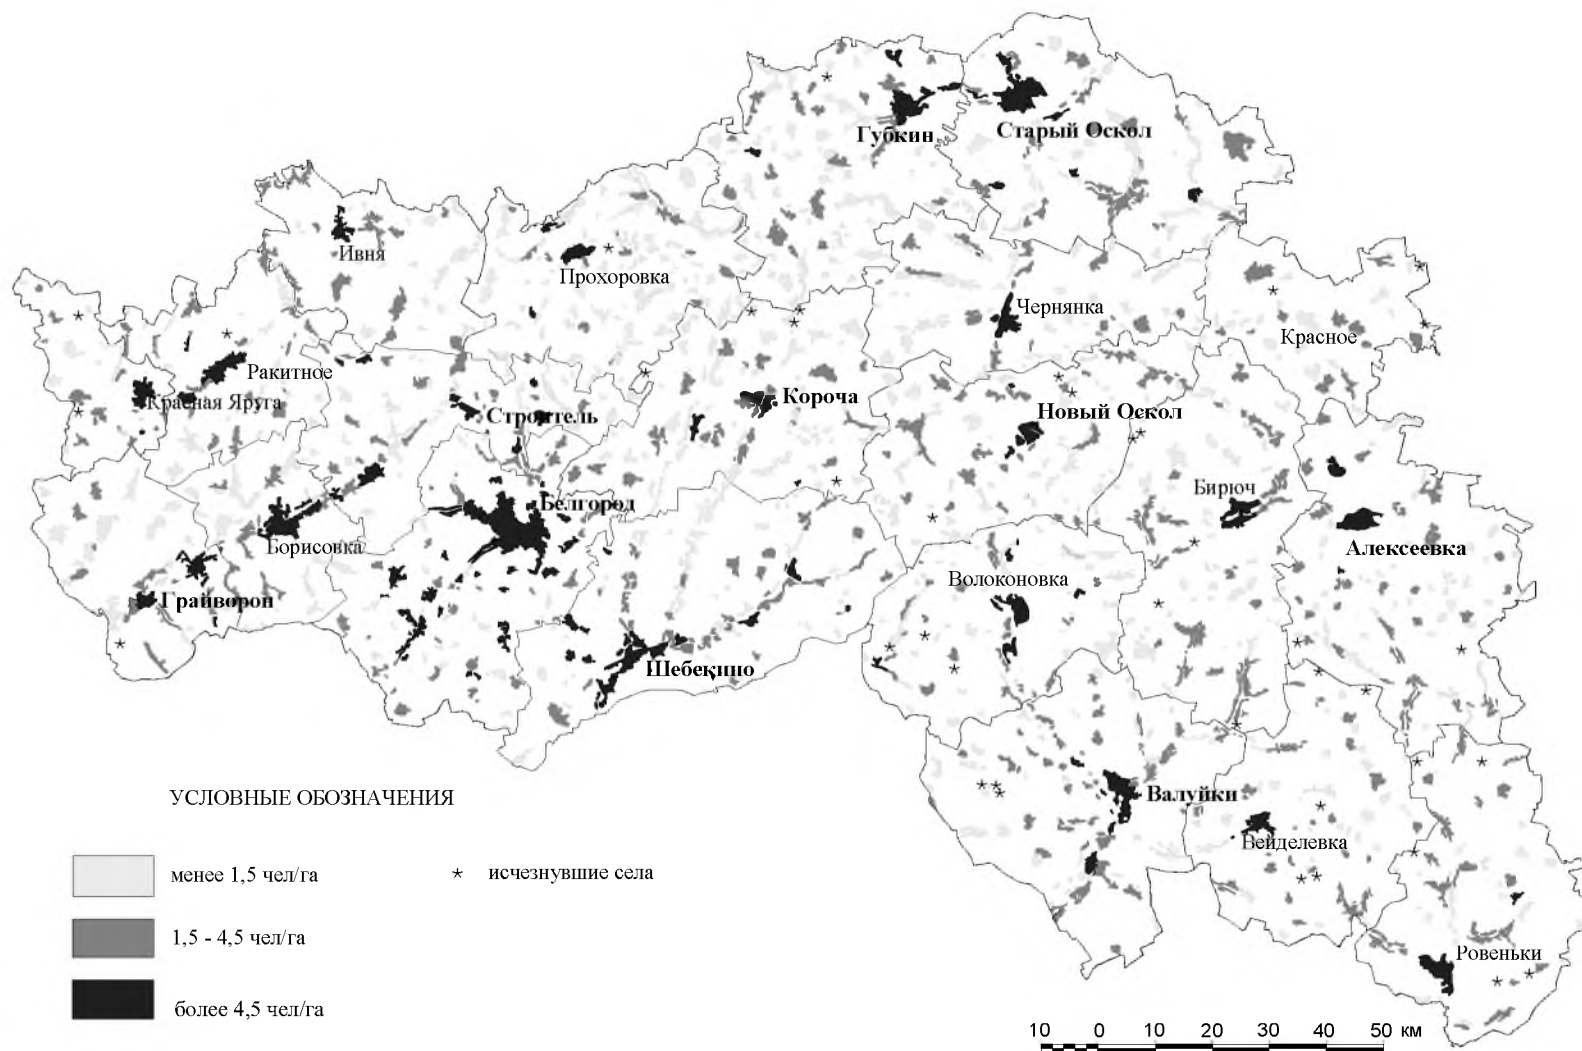 Губкин
Старый Оскол
Ивня
Прохоровка
Чернянка
Красное
Ракитное
Красная Яруга
Строитель
Короча
Новый Оскол
Бирюч
Белгород
Борисовка
Алексеевка
Волоконовка
Грайворон
Шебекино
Валуйки
Вейделевка
Ровеньки
УСЛОВНЫЕ ОБОЗНАЧЕНИЯ
менее 1,5 чел/га
* исчезнувшие села
1,5 - 4,5 чел/га
более 4,5 чел/га
10 0 10 20 30 40 50 км